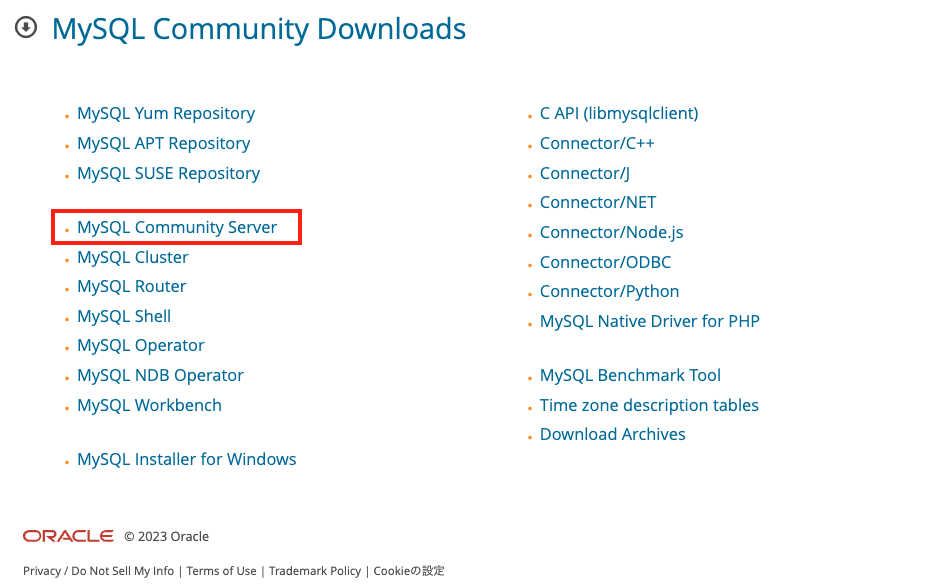 MySQL Community Downloads
MySQL Yum Repository
MySQL APT Repository
MySQL SUSE Repository
MySQL Community Server
MySQL Cluster
MySQL Router
MySQL Shell
MySQL Operator
MySQL NDB Operator
MySQL Workbench
MySQL Installer for Windows
C API (libmysqlclient)
Connector/C++
Connector/J
Connector/NET
Connector/Node.js
Connector/ODBC
Connector/Python
MySQL Native Driver for PHP
MySQL Benchmark Tool
Time zone description tables
Download Archives
ORACLE © 2023 Oracle
Privacy / Do Not Sell My Info | Terms of Use | Trademark Policy | Cookieの設定